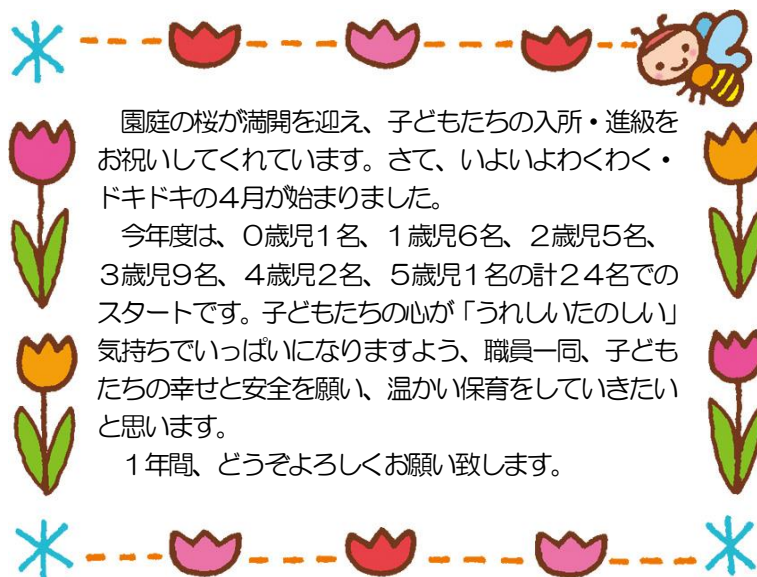 園庭の桜が満開を迎え、子どもたちの入所・進級を
お祝いしてくれています。さて、いよいよわくわく・
ドキドキの４月が始まりました。
　今年度は、０歳児１名、１歳児６名、２歳児５名、
３歳児９名、４歳児２名、５歳児１名の計２４名での
スタートです。子どもたちの心が「うれしいたのしい」
気持ちでいっぱいになりますよう、職員一同、子ども
たちの幸せと安全を願い、温かい保育をしていきたい
と思います。
　１年間、どうぞよろしくお願い致します。